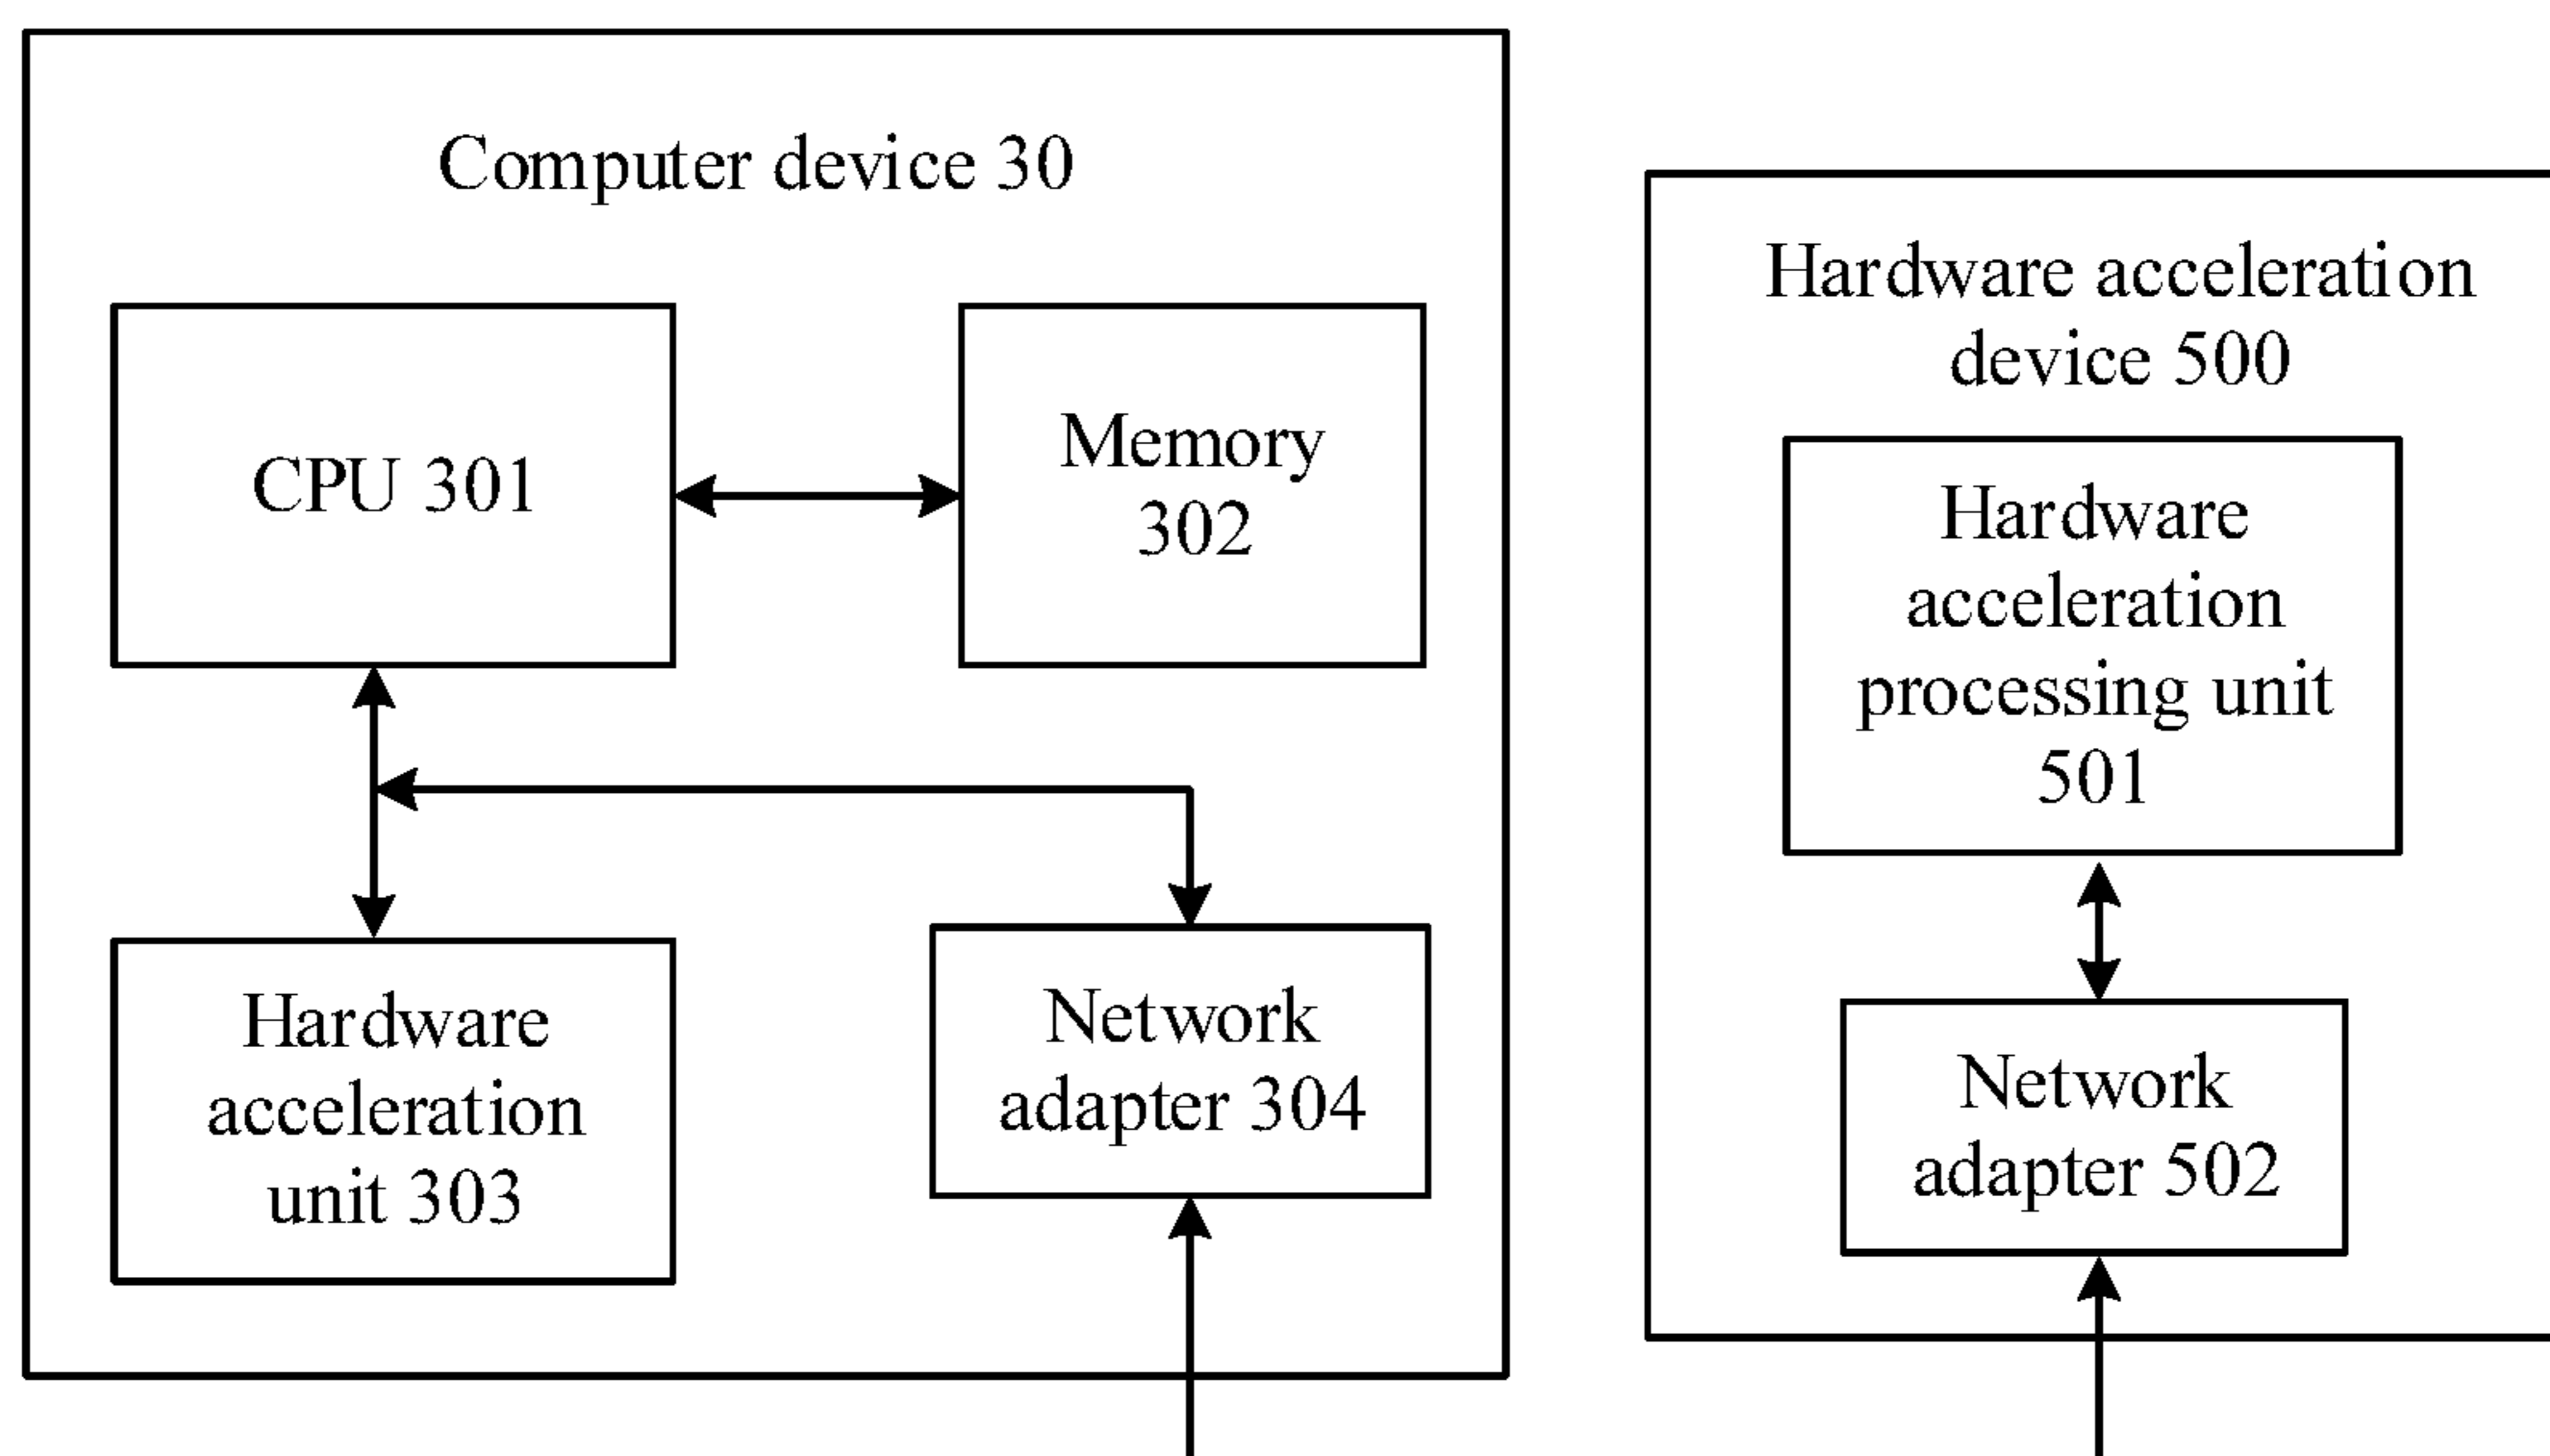 Computer device 30
CPU 301
Memory
302
Hardware
acceleration
unit 303
Network
adapter 304
Hardware acceleration
device 500
Hardware
acceleration
processing unit
501
Network
adapter 502